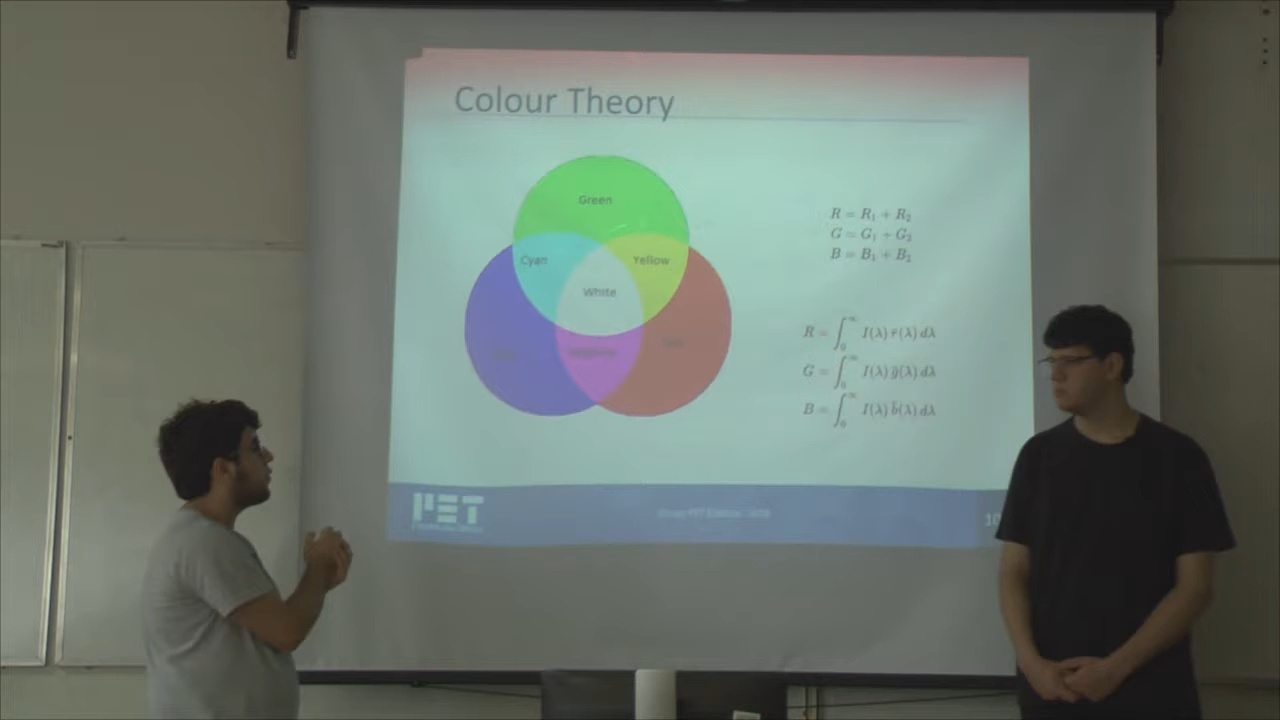 Colour Theory
Green
Cyan
Yellow
White
R = R₁ + R₂
G = G₁ + G₂
B = B₁ + B₂
R = ∫₀^∞ I(λ) r̄(λ) dλ
G = ∫₀^∞ I(λ) ḡ(λ) dλ
B = ∫₀^∞ I(λ) b̄(λ) dλ
PET
10